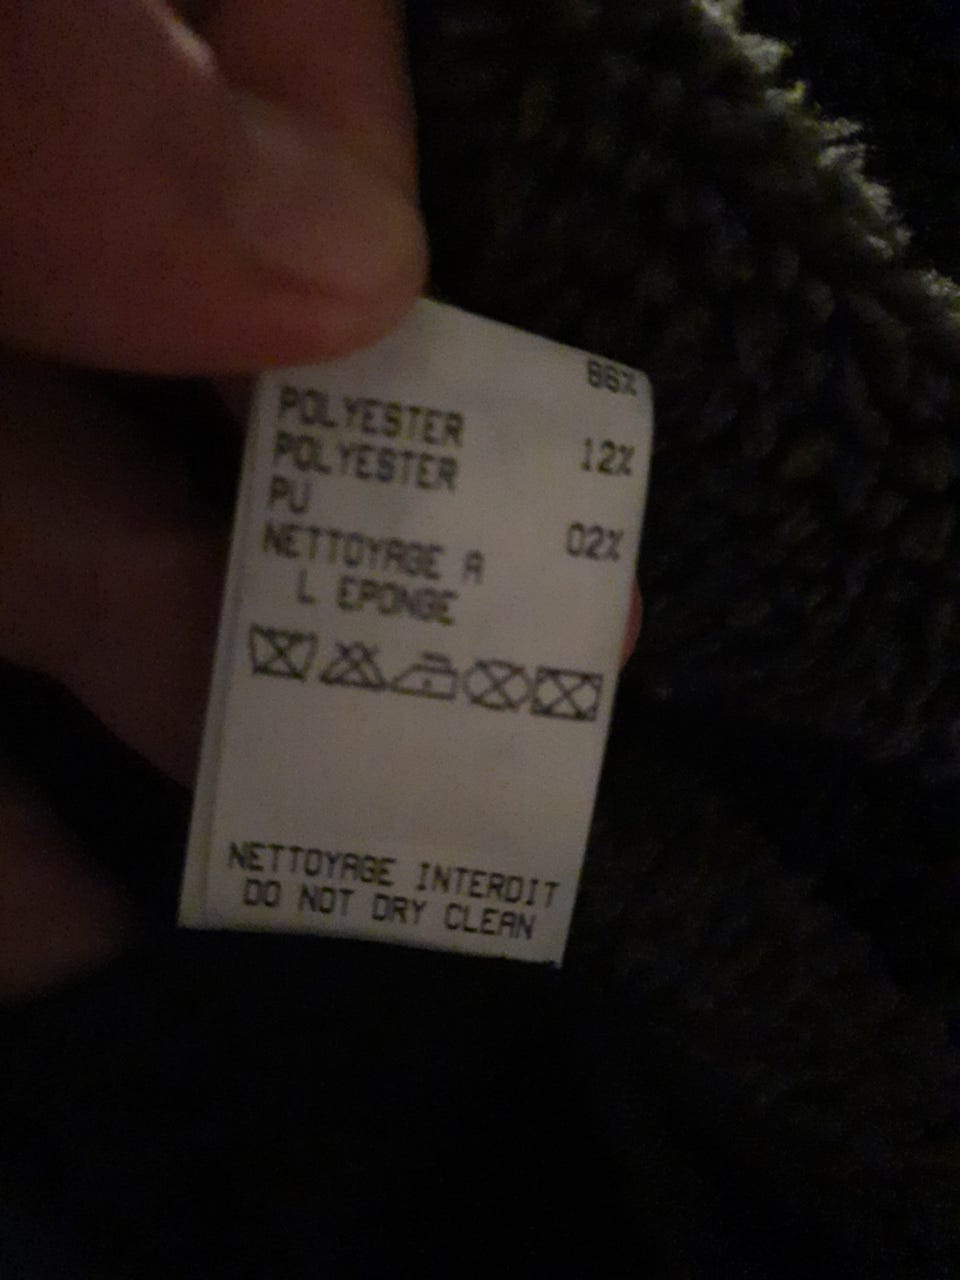 86%
POLYESTER
POLYESTER 12%
PU
NETTOYAGE A 02%
L EPONGE
NETTOYAGE INTERDIT
DO NOT DRY CLEAN